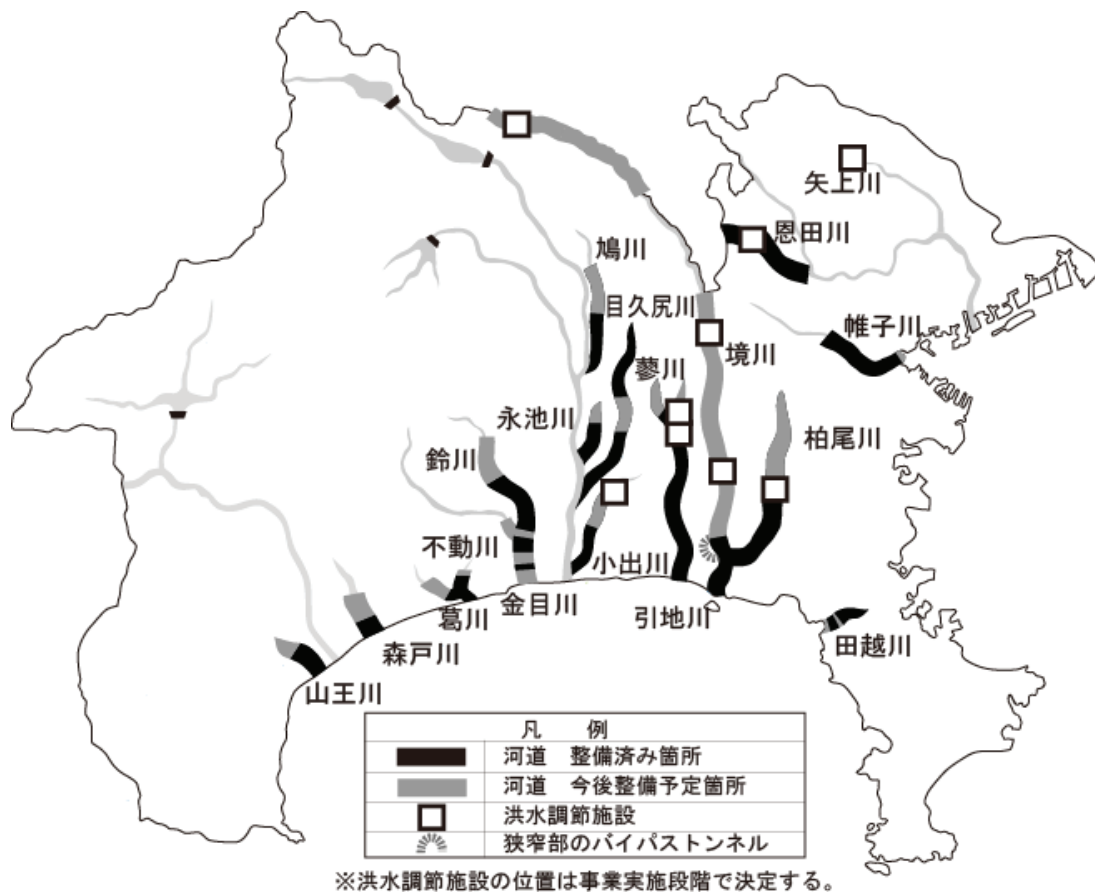 矢上川
恩田川
鳩川
目久尻川
帷子川
境川
蓼川
永池川
柏尾川
鈴川
不動川
小出川
葛川
金目川
引地川
田越川
森戸川
山王川
凡 例
河道 整備済み箇所
河道 今後整備予定箇所
洪水調節施設
狭窄部のバイパストンネル
※洪水調節施設の位置は事業実施段階で決定する。